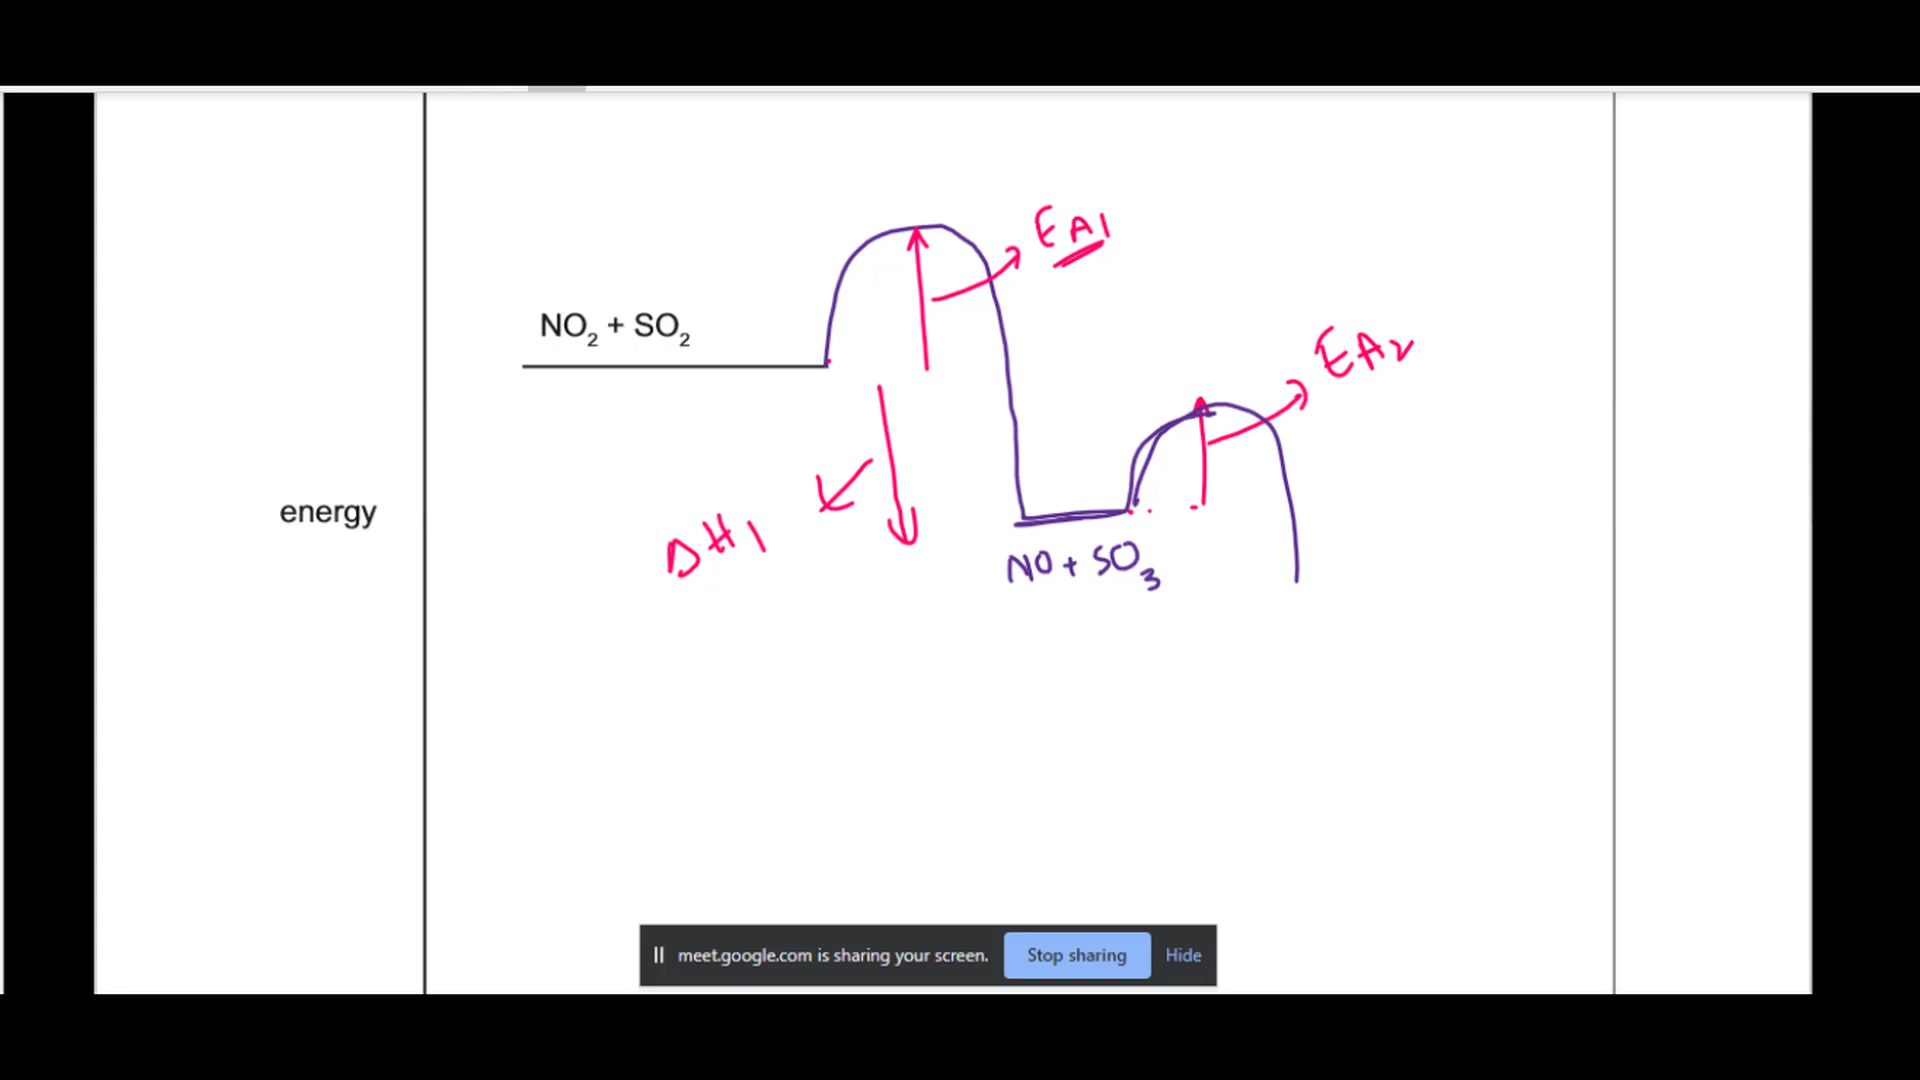 EA1
NO₂ + SO₂
EA2
energy
ΔH1
NO + SO₃
meet.google.com is sharing your screen. Stop sharing Hide